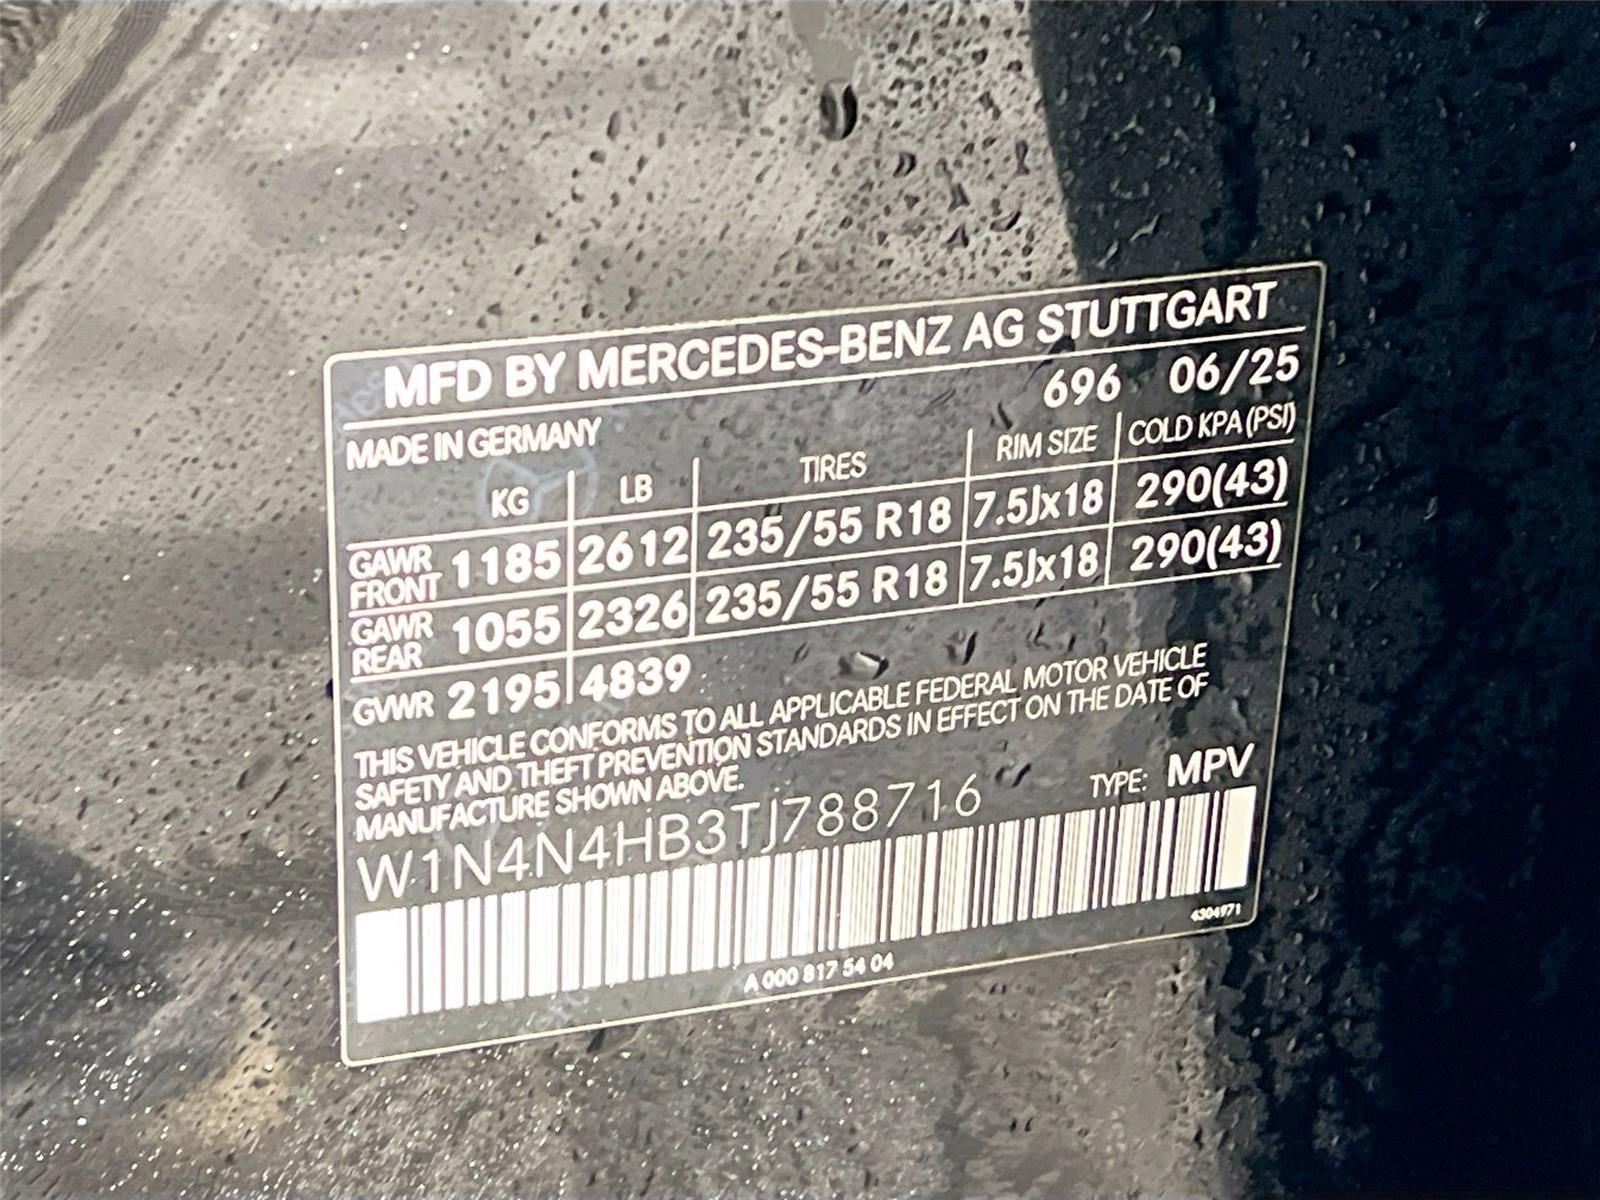 MFD BY MERCEDES-BENZ AG STUTTGART
MADE IN GERMANY 696 06/25
KG LB TIRES RIM SIZE COLD KPA (PSI)
GAWR FRONT 1185 2612 235/55 R18 7.5Jx18 290(43)
GAWR REAR 1055 2326 235/55 R18 7.5Jx18 290(43)
GVWR 2195 4839
THIS VEHICLE CONFORMS TO ALL APPLICABLE FEDERAL MOTOR VEHICLE
SAFETY AND THEFT PREVENTION STANDARDS IN EFFECT ON THE DATE OF
MANUFACTURE SHOWN ABOVE.
W1N4N4HB3TJ788716 TYPE: MPV
4304971
A 000 817 54 04